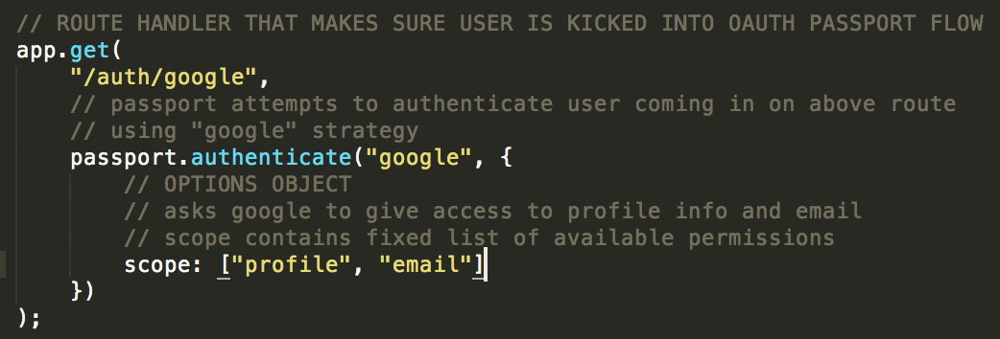 // ROUTE HANDLER THAT MAKES SURE USER IS KICKED INTO OAUTH PASSPORT FLOW
app.get(
    "/auth/google",
    // passport attempts to authenticate user coming in on above route
    // using "google" strategy
    passport.authenticate("google", {
        // OPTIONS OBJECT
        // asks google to give access to profile info and email
        // scope contains fixed list of available permissions
        scope: ["profile", "email"]
    })
);